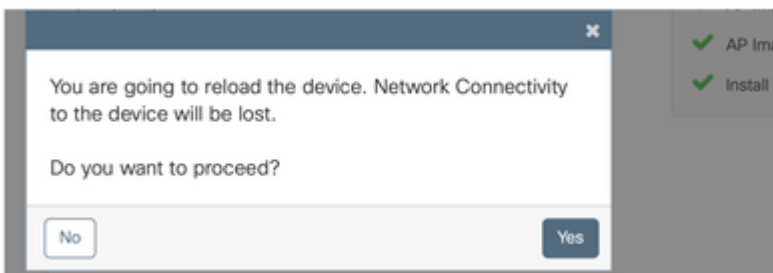 You are going to reload the device. Network Connectivity
to the device will be lost.
Do you want to proceed?
No
Yes
AP Ima
Install